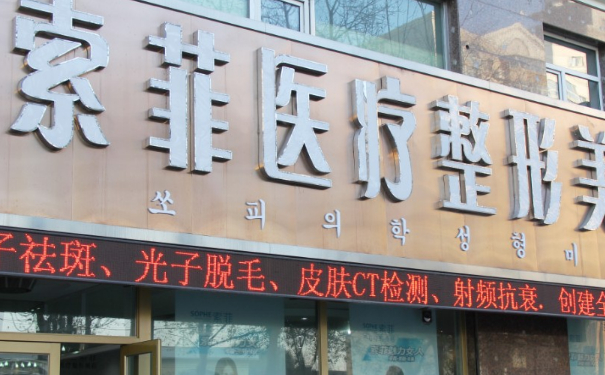 索菲医疗整形美
쏘피의학성형미
子祛斑、光子脱毛、皮肤CT检测、射频抗衰.创建全